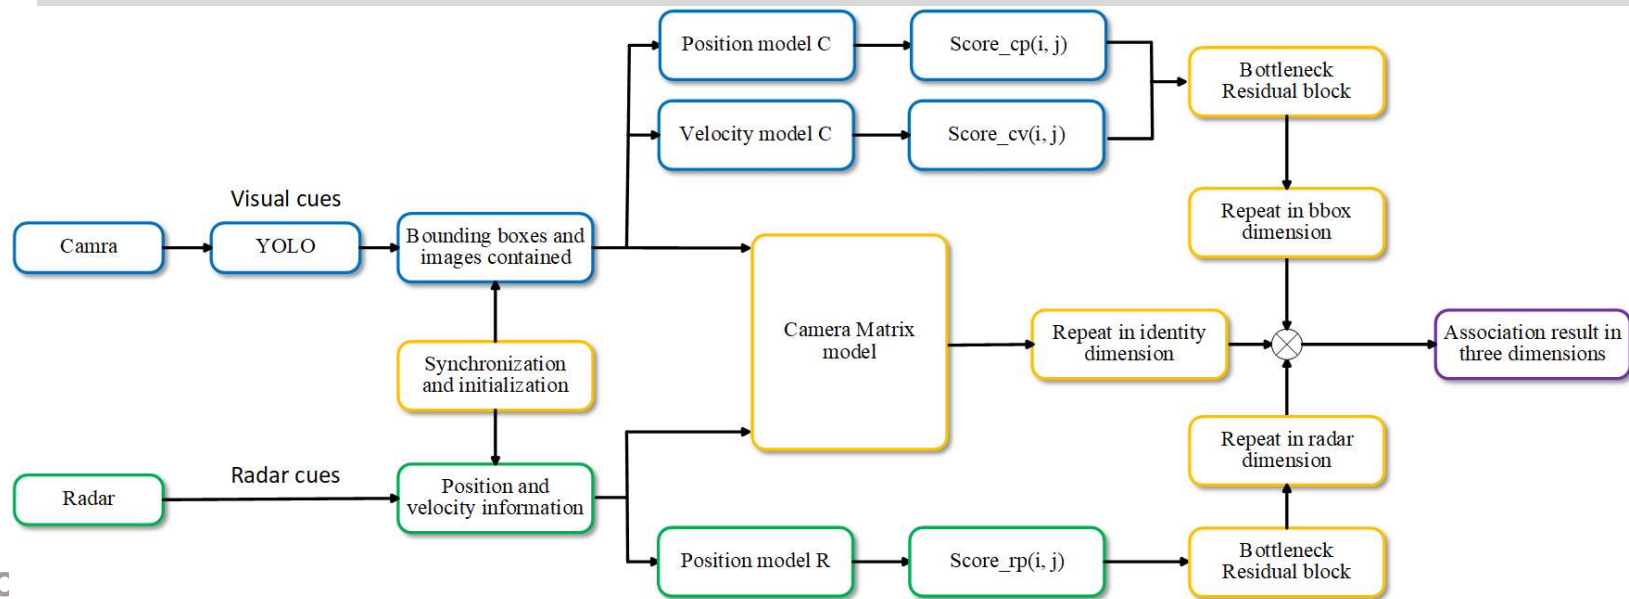 Position model C
Score_cp(i, j)
Bottleneck
Residual block
Velocity model C
Score_cv(i, j)
Visual cues
Camra
YOLO
Bounding boxes and
images contained
Repeat in bbox
dimension
Synchronization
and initialization
Camera Matrix
model
Repeat in identity
dimension
Association result in
three dimensions
Radar cues
Radar
Position and
velocity information
Repeat in radar
dimension
Position model R
Score_rp(i, j)
Bottleneck
Residual block